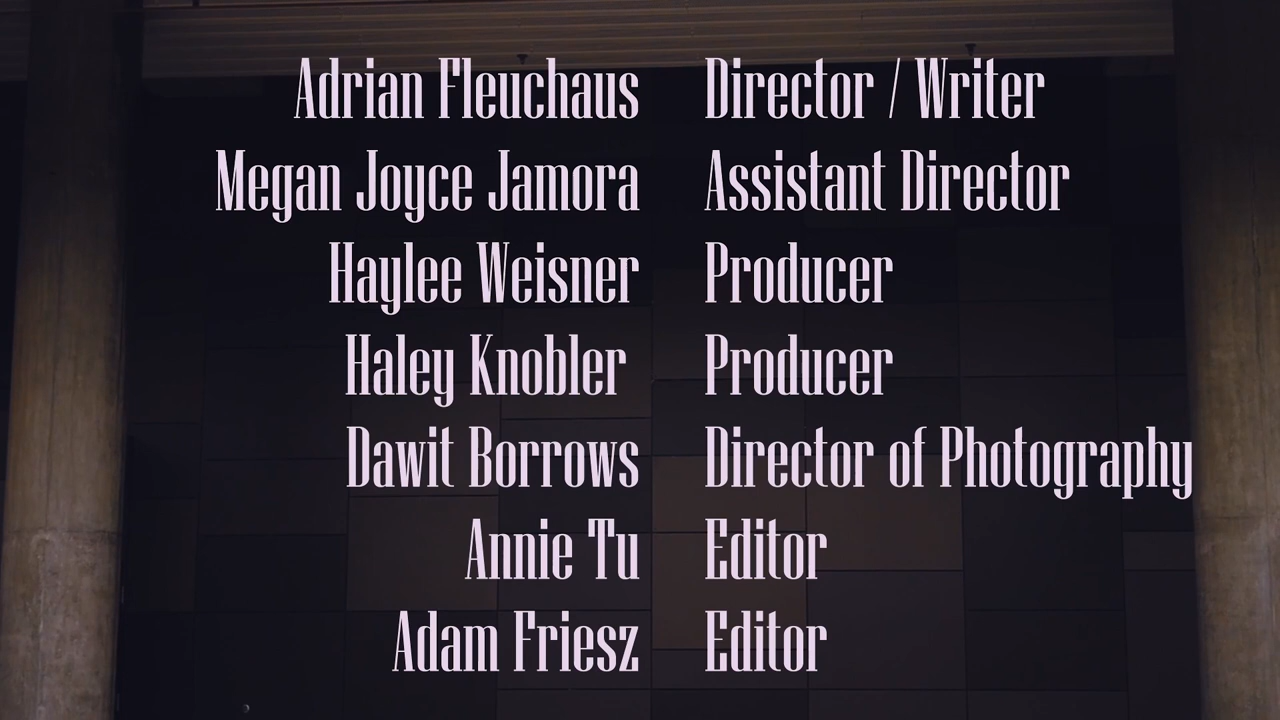 Adrian Fleuchaus Director / Writer
Megan Joyce Jamora Assistant Director
Haylee Weisner Producer
Haley Knobler Producer
Dawit Borrows Director of Photography
Annie Tu Editor
Adam Friesz Editor